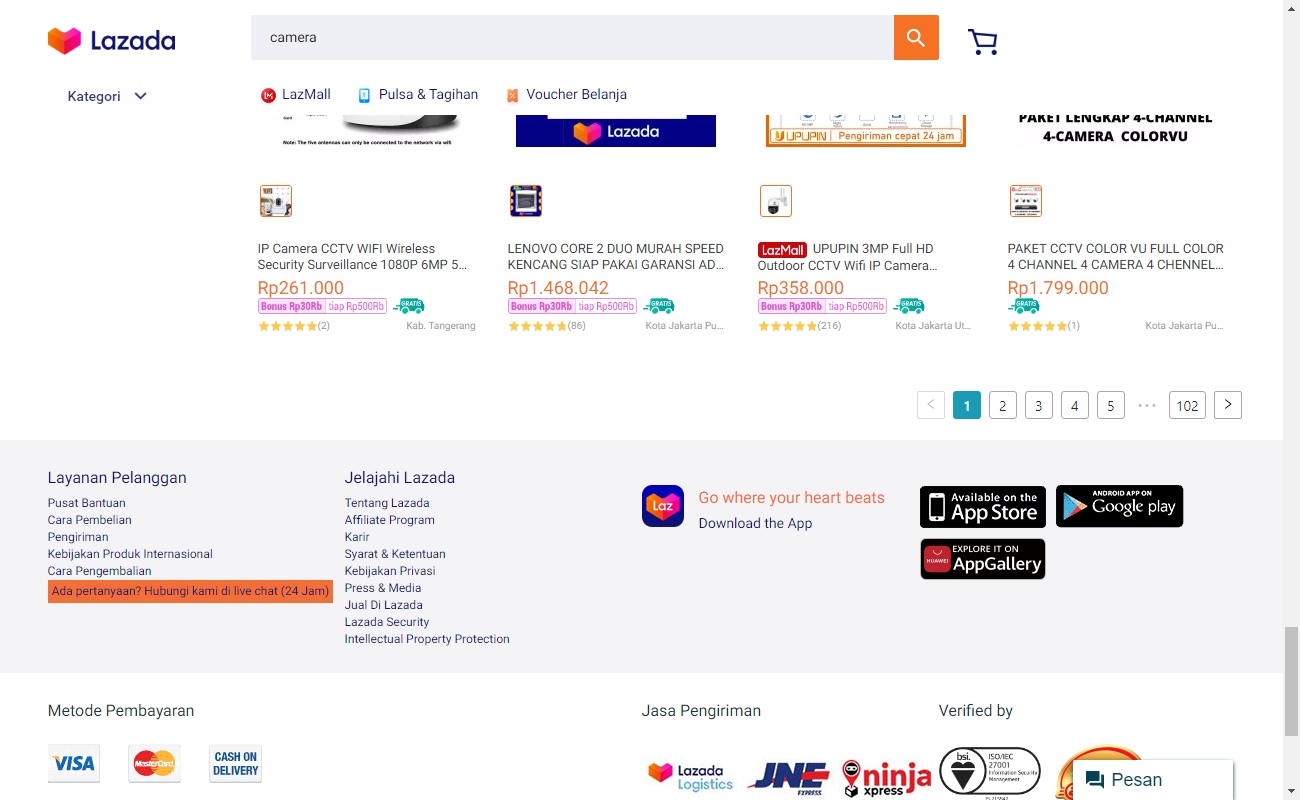 Lazada
camera
Kategori
LazMall
Pulsa & Tagihan
Voucher Belanja
Card
Note: The five antennas can only be connected to the network via wifi
Lazada
UPUPIN Pengiriman cepat 24 jam
PAKET LENGKAP 4-CHANNEL
4-CAMERA COLORVU
IP Camera CCTV WIFI Wireless
Security Surveillance 1080P 6MP 5...
Rp261.000
Bonus Rp30Rb tiap Rp500Rb GRATIS
(2) Kab. Tangerang
LENOVO CORE 2 DUO MURAH SPEED
KENCANG SIAP PAKAI GARANSI AD...
Rp1.468.042
Bonus Rp30Rb tiap Rp500Rb GRATIS
(86) Kota Jakarta Pu...
LazMall UPUPIN 3MP Full HD
Outdoor CCTV Wifi IP Camera...
Rp358.000
Bonus Rp30Rb tiap Rp500Rb GRATIS
(216) Kota Jakarta Ut...
PAKET CCTV COLOR VU FULL COLOR
4 CHANNEL 4 CAMERA 4 CHENNEL...
Rp1.799.000
GRATIS
(1) Kota Jakarta Pu...
< 1 2 3 4 5 ••• 102 >
Layanan Pelanggan
Pusat Bantuan
Cara Pembelian
Pengiriman
Kebijakan Produk Internasional
Cara Pengembalian
Ada pertanyaan? Hubungi kami di live chat (24 Jam)
Jelajahi Lazada
Tentang Lazada
Affiliate Program
Karir
Syarat & Ketentuan
Kebijakan Privasi
Press & Media
Jual Di Lazada
Lazada Security
Intellectual Property Protection
Laz
Go where your heart beats
Download the App
Available on the
App Store
ANDROID APP ON
Google play
HUAWEI
EXPLORE IT ON
AppGallery
Metode Pembayaran
VISA
MasterCard
CASH ON
DELIVERY
Jasa Pengiriman
Lazada
Logistics
JNE
EXPRESS
ninja
xpress
Verified by
bsi.
ISO/IEC
27001
Information Security
Management
Pesan